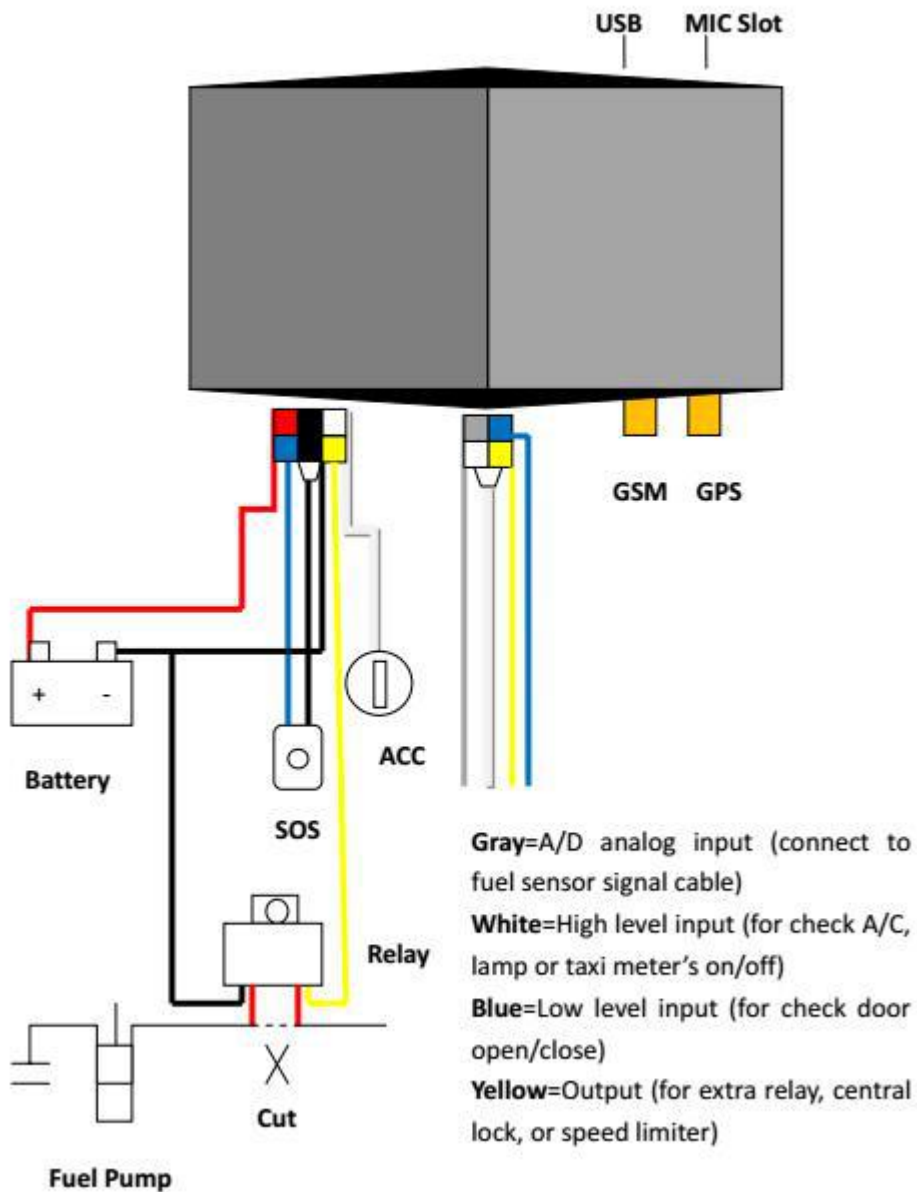 USB MIC Slot
GSM GPS
+ -
Battery
ACC
SOS
Relay
Cut
Fuel Pump
Gray=A/D analog input (connect to
fuel sensor signal cable)
White=High level input (for check A/C,
lamp or taxi meter's on/off)
Blue=Low level input (for check door
open/close)
Yellow=Output (for extra relay, central
lock, or speed limiter)